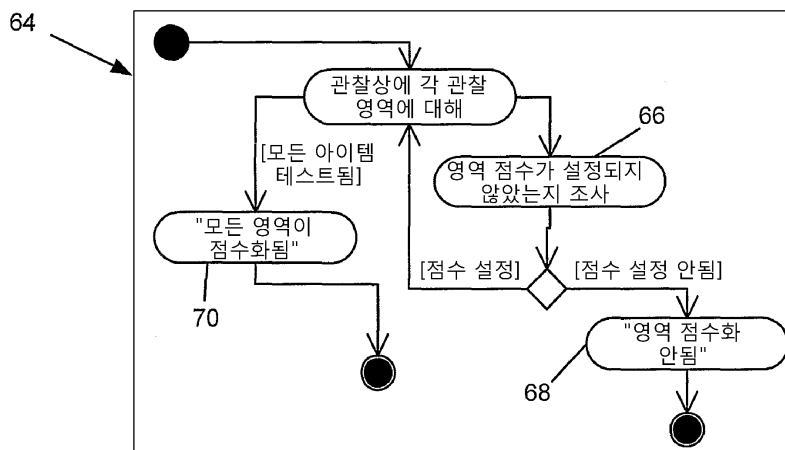 64
관찰상에 각 관찰
영역에 대해
66
[모든 아이템
테스트됨]
영역 점수가 설정되지
않았는지 조사
"모든 영역이
점수화됨"
[점수 설정]
[점수 설정 안됨]
70
"영역 점수화
안됨"
68